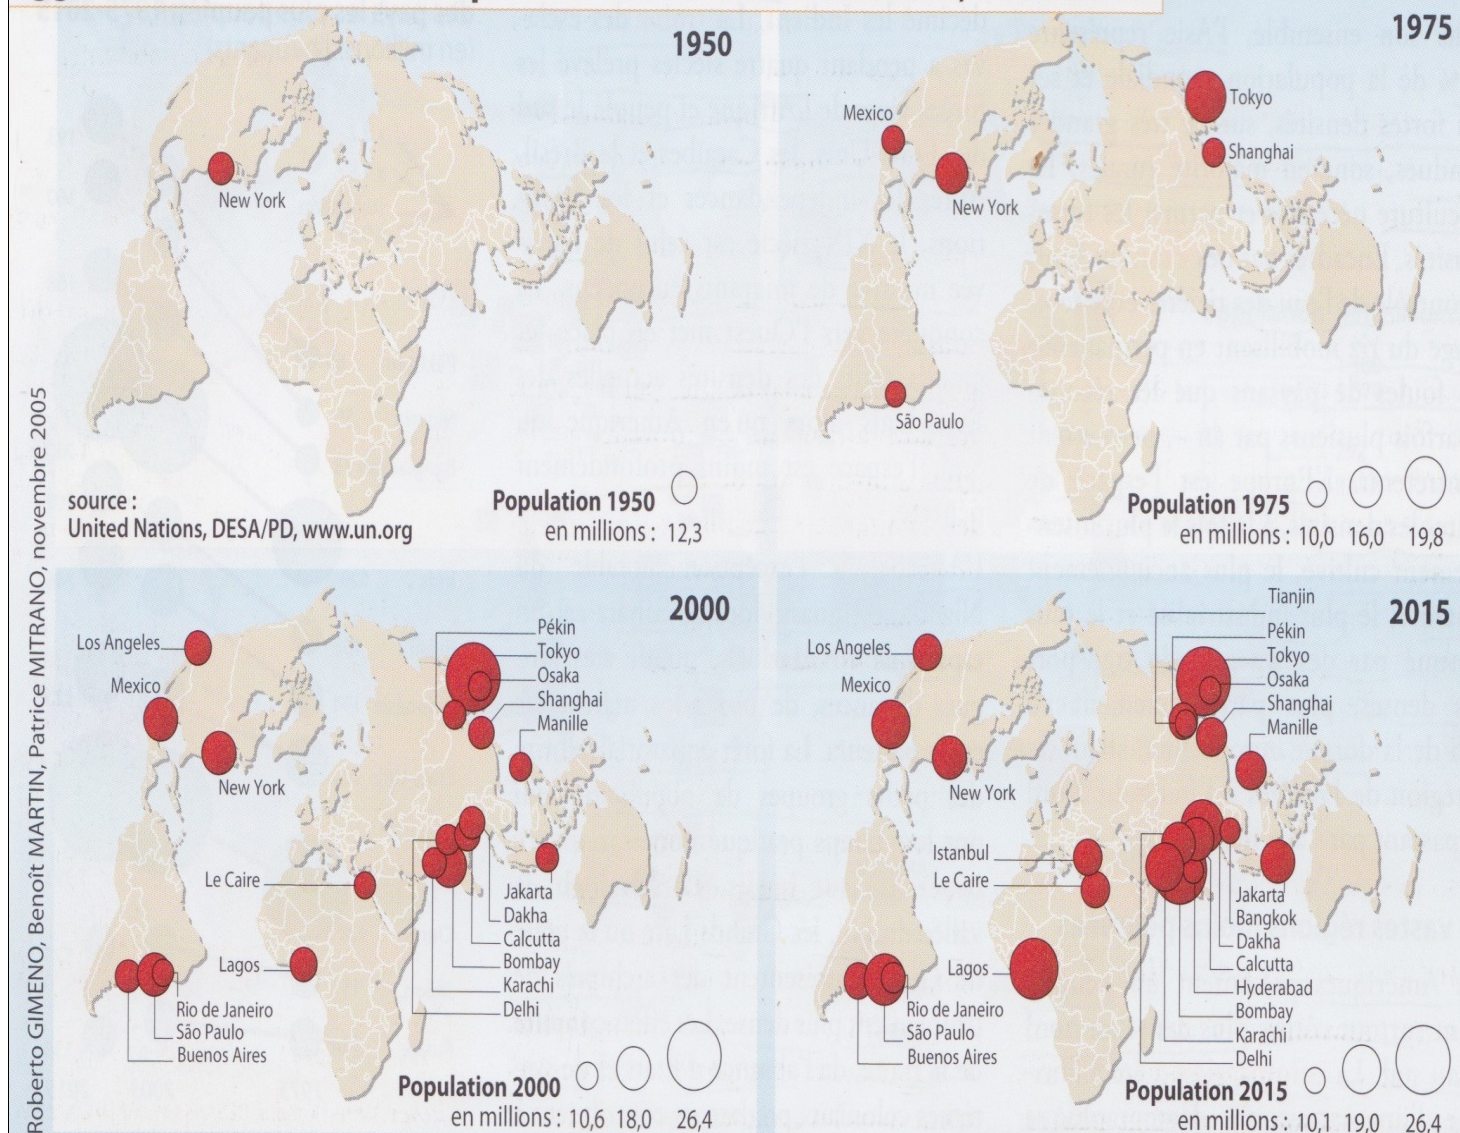 1950
New York
source :
United Nations, DESA/PD, www.un.org
Population 1950
en millions : 12,3
1975
Mexico
Tokyo
Shanghai
New York
São Paulo
Population 1975
en millions : 10,0 16,0 19,8
2000
Los Angeles
Mexico
New York
Pékin
Tokyo
Osaka
Shanghai
Manille
Le Caire
Lagos
Jakarta
Dakha
Calcutta
Bombay
Karachi
Delhi
Rio de Janeiro
São Paulo
Buenos Aires
Population 2000
en millions : 10,6 18,0 26,4
2015
Los Angeles
Mexico
New York
Tianjin
Pékin
Tokyo
Osaka
Shanghai
Manille
Istanbul
Le Caire
Lagos
Jakarta
Bangkok
Dakha
Calcutta
Hyderabad
Bombay
Karachi
Delhi
Rio de Janeiro
São Paulo
Buenos Aires
Population 2015
en millions : 10,1 19,0 26,4
Roberto GIMENO, Benoît MARTIN, Patrice MITRANO, novembre 2005